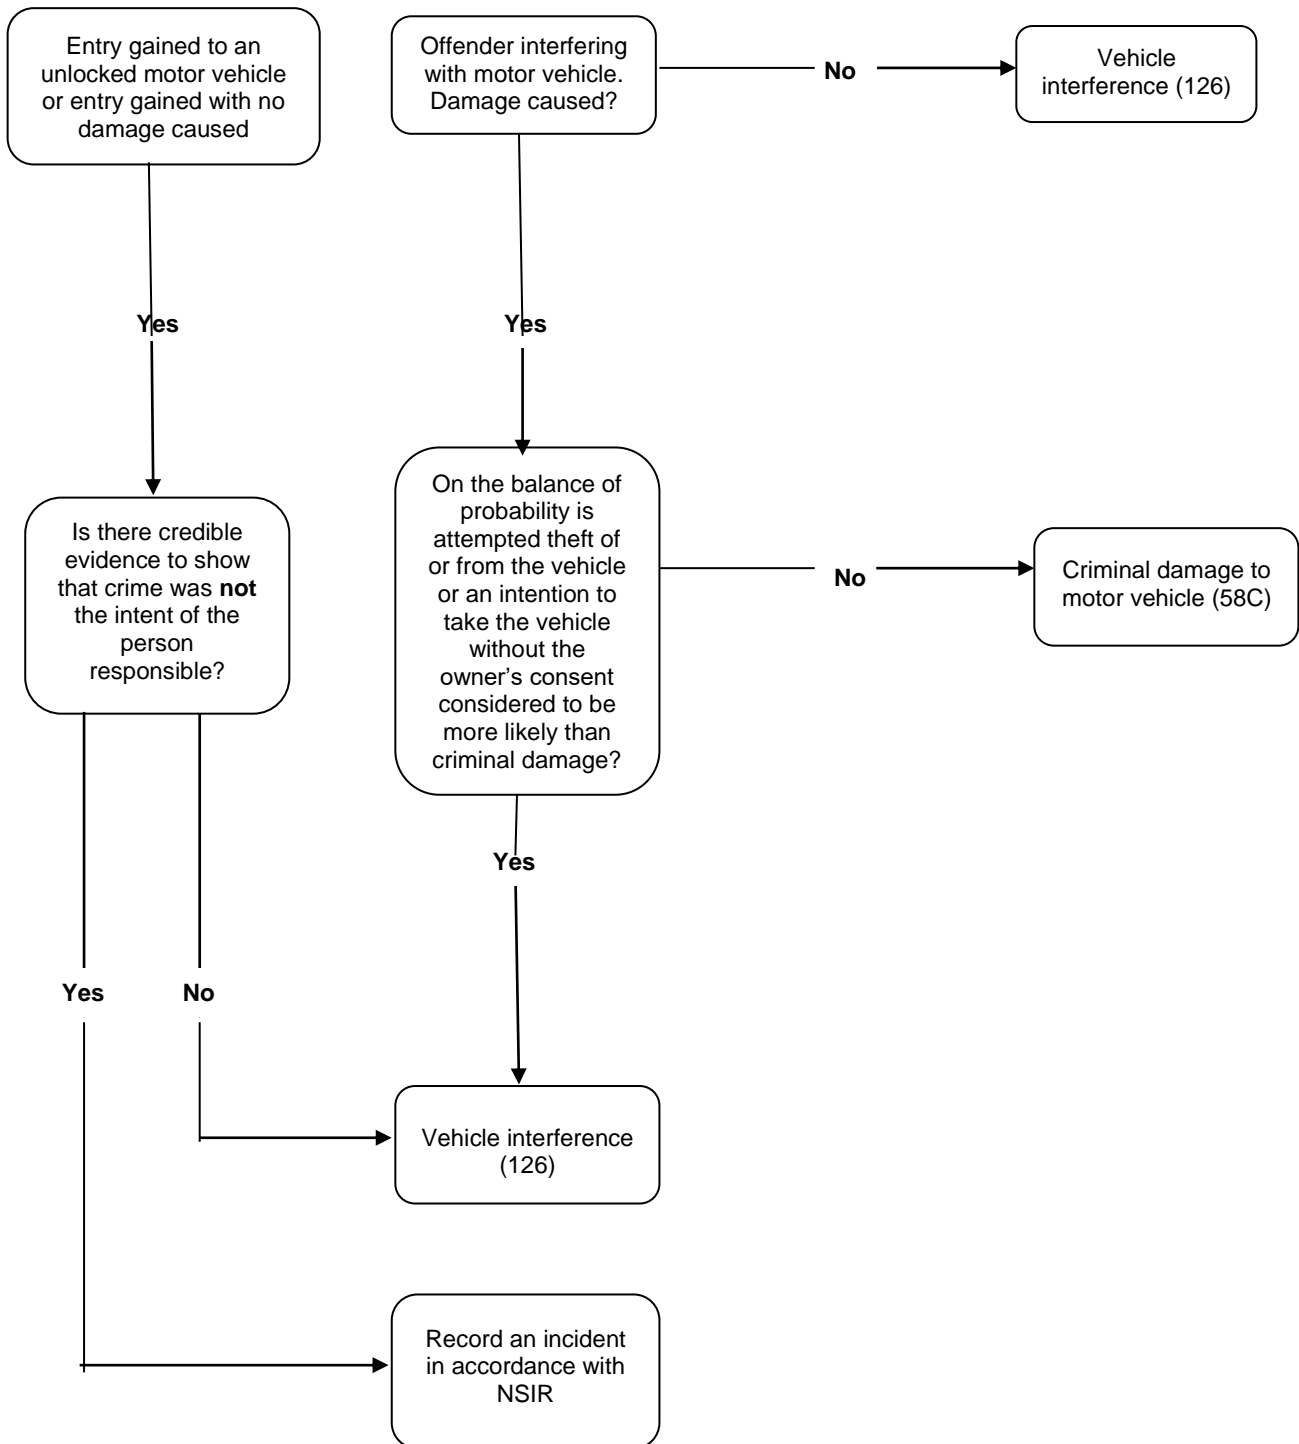 Entry gained to an
unlocked motor vehicle
or entry gained with no
damage caused
Offender interfering
with motor vehicle.
Damage caused?
No
Vehicle
interference (126)
Yes
Yes
Is there credible
evidence to show
that crime was not
the intent of the
person
responsible?
On the balance of
probability is
attempted theft of
or from the vehicle
or an intention to
take the vehicle
without the
owner’s consent
considered to be
more likely than
criminal damage?
No
Criminal damage to
motor vehicle (58C)
Yes
Yes
No
Vehicle interference
(126)
Record an incident
in accordance with
NSIR